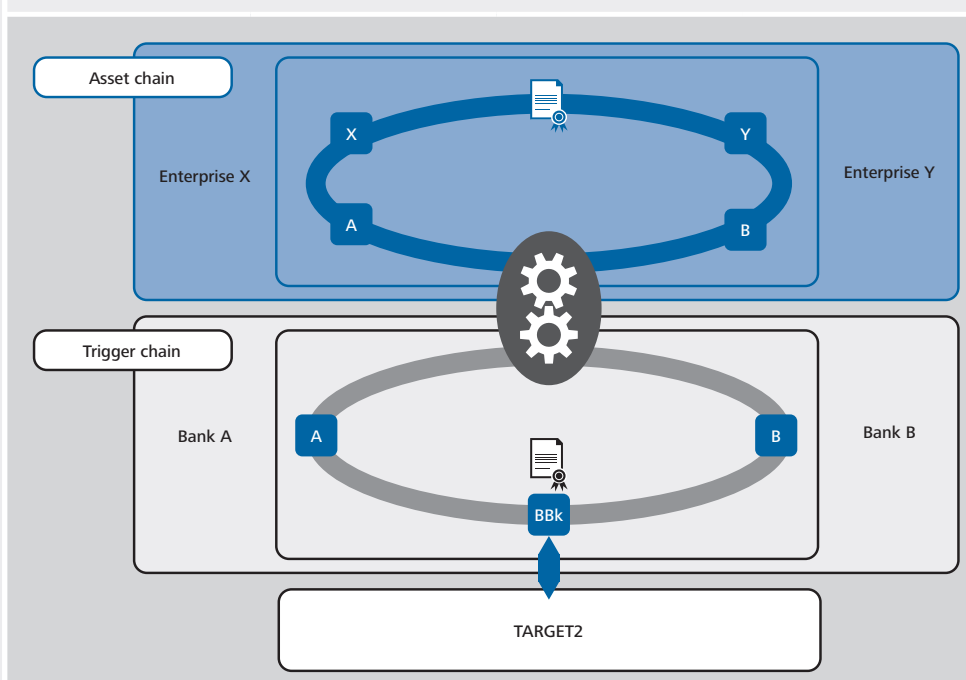 Asset chain
X
Y
Enterprise X
Enterprise Y
A
B
Trigger chain
Bank A
A
B
Bank B
BBk
TARGET2